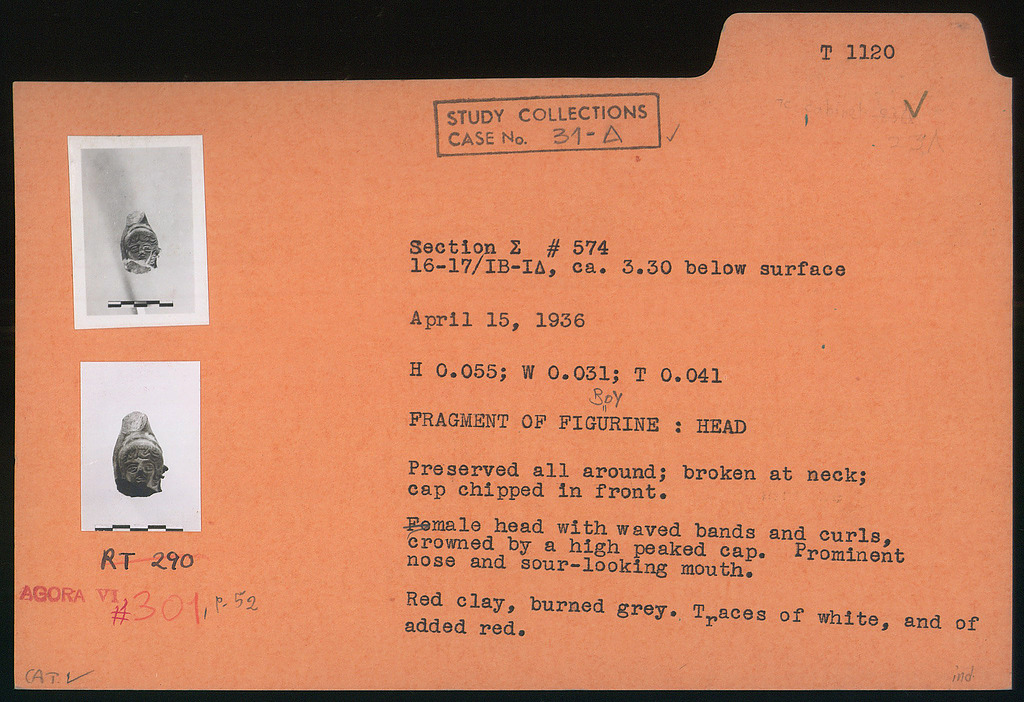 T 1120
STUDY COLLECTIONS
CASE No. 31-Δ
Section Σ # 574
16-17/ΙΒ-ΙΔ, ca. 3.30 below surface
April 15, 1936
H 0.055; W 0.031; T 0.041
BOY
FRAGMENT OF FIGURINE : HEAD
Preserved all around; broken at neck;
cap chipped in front.
Female head with waved bands and curls,
crowned by a high peaked cap. Prominent
nose and sour-looking mouth.
Red clay, burned grey. Traces of white, and of
added red.
RT 290
AGORA VI, #301, p. 52
CAT. ✓
ind